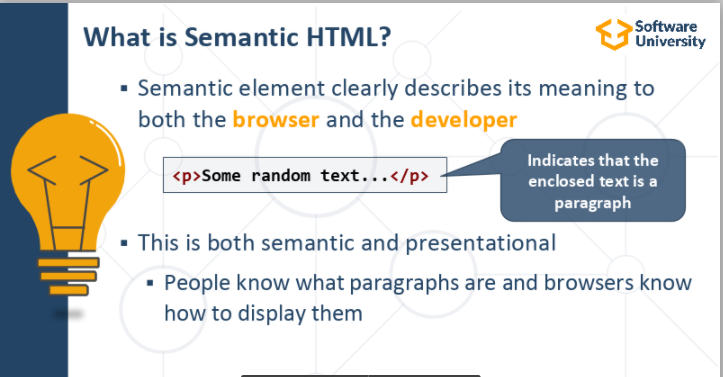 What is Semantic HTML?
Software
University
▪ Semantic element clearly describes its meaning to
both the browser and the developer
<p>Some random text...</p>
Indicates that the
enclosed text is a
paragraph
▪ This is both semantic and presentational
▪ People know what paragraphs are and browsers know
how to display them